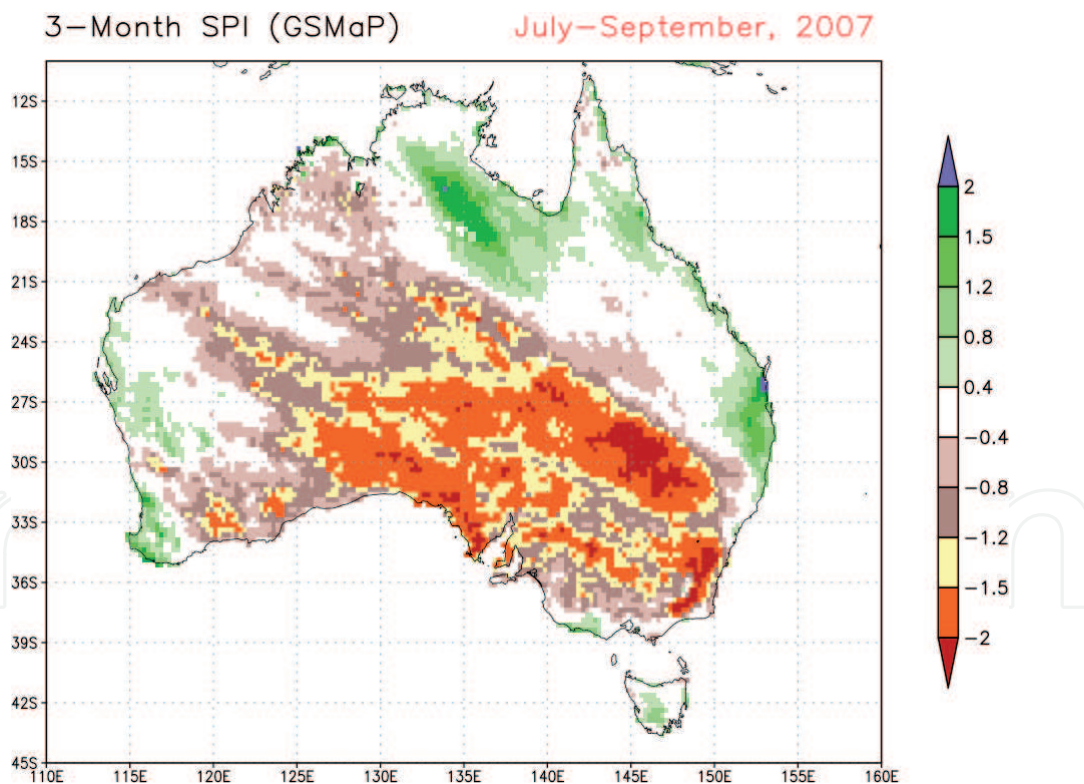 3-Month SPI (GSMaP) July-September, 2007
12S
15S
18S
21S
24S
27S
30S
33S
36S
39S
42S
45S
110E 115E 120E 125E 130E 135E 140E 145E 150E 155E 160E
2
1.5
1.2
0.8
0.4
-0.4
-0.8
-1.2
-1.5
-2